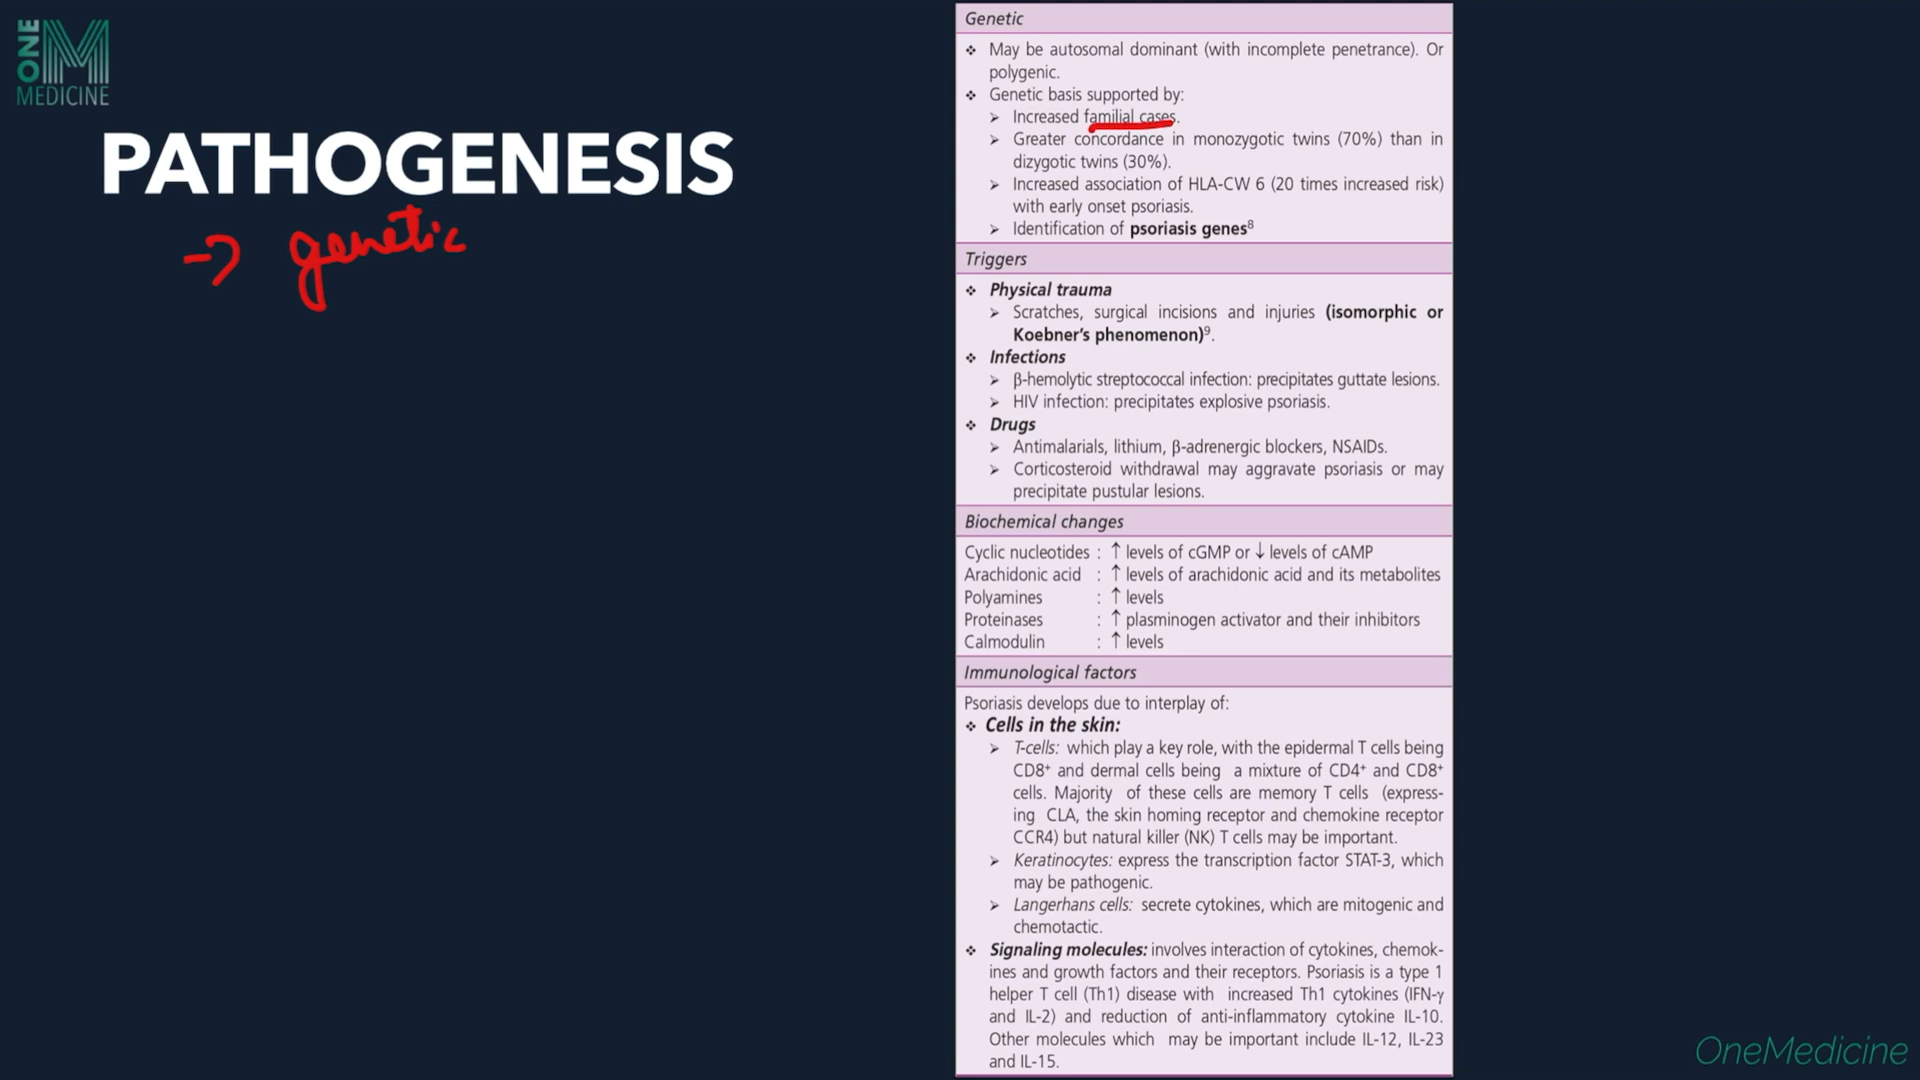 ONE
MEDICINE
PATHOGENESIS
→ genetic
Genetic
❖ May be autosomal dominant (with incomplete penetrance). Or
polygenic.
❖ Genetic basis supported by:
➢ Increased familial cases.
➢ Greater concordance in monozygotic twins (70%) than in
dizygotic twins (30%).
➢ Increased association of HLA-CW 6 (20 times increased risk)
with early onset psoriasis.
➢ Identification of psoriasis genes⁸
Triggers
❖ Physical trauma
➢ Scratches, surgical incisions and injuries (isomorphic or
Koebner's phenomenon)⁹.
❖ Infections
➢ β-hemolytic streptococcal infection: precipitates guttate lesions.
➢ HIV infection: precipitates explosive psoriasis.
❖ Drugs
➢ Antimalarials, lithium, β-adrenergic blockers, NSAIDs.
➢ Corticosteroid withdrawal may aggravate psoriasis or may
precipitate pustular lesions.
Biochemical changes
Cyclic nucleotides : ↑ levels of cGMP or ↓ levels of cAMP
Arachidonic acid : ↑ levels of arachidonic acid and its metabolites
Polyamines : ↑ levels
Proteinases : ↑ plasminogen activator and their inhibitors
Calmodulin : ↑ levels
Immunological factors
Psoriasis develops due to interplay of:
❖ Cells in the skin:
➢ T-cells: which play a key role, with the epidermal T cells being
CD8⁺ and dermal cells being a mixture of CD4⁺ and CD8⁺
cells. Majority of these cells are memory T cells (express-
ing CLA, the skin homing receptor and chemokine receptor
CCR4) but natural killer (NK) T cells may be important.
➢ Keratinocytes: express the transcription factor STAT-3, which
may be pathogenic.
➢ Langerhans cells: secrete cytokines, which are mitogenic and
chemotactic.
❖ Signaling molecules: involves interaction of cytokines, chemok-
ines and growth factors and their receptors. Psoriasis is a type 1
helper T cell (Th1) disease with increased Th1 cytokines (IFN-γ
and IL-2) and reduction of anti-inflammatory cytokine IL-10.
Other molecules which may be important include IL-12, IL-23
and IL-15.
OneMedicine